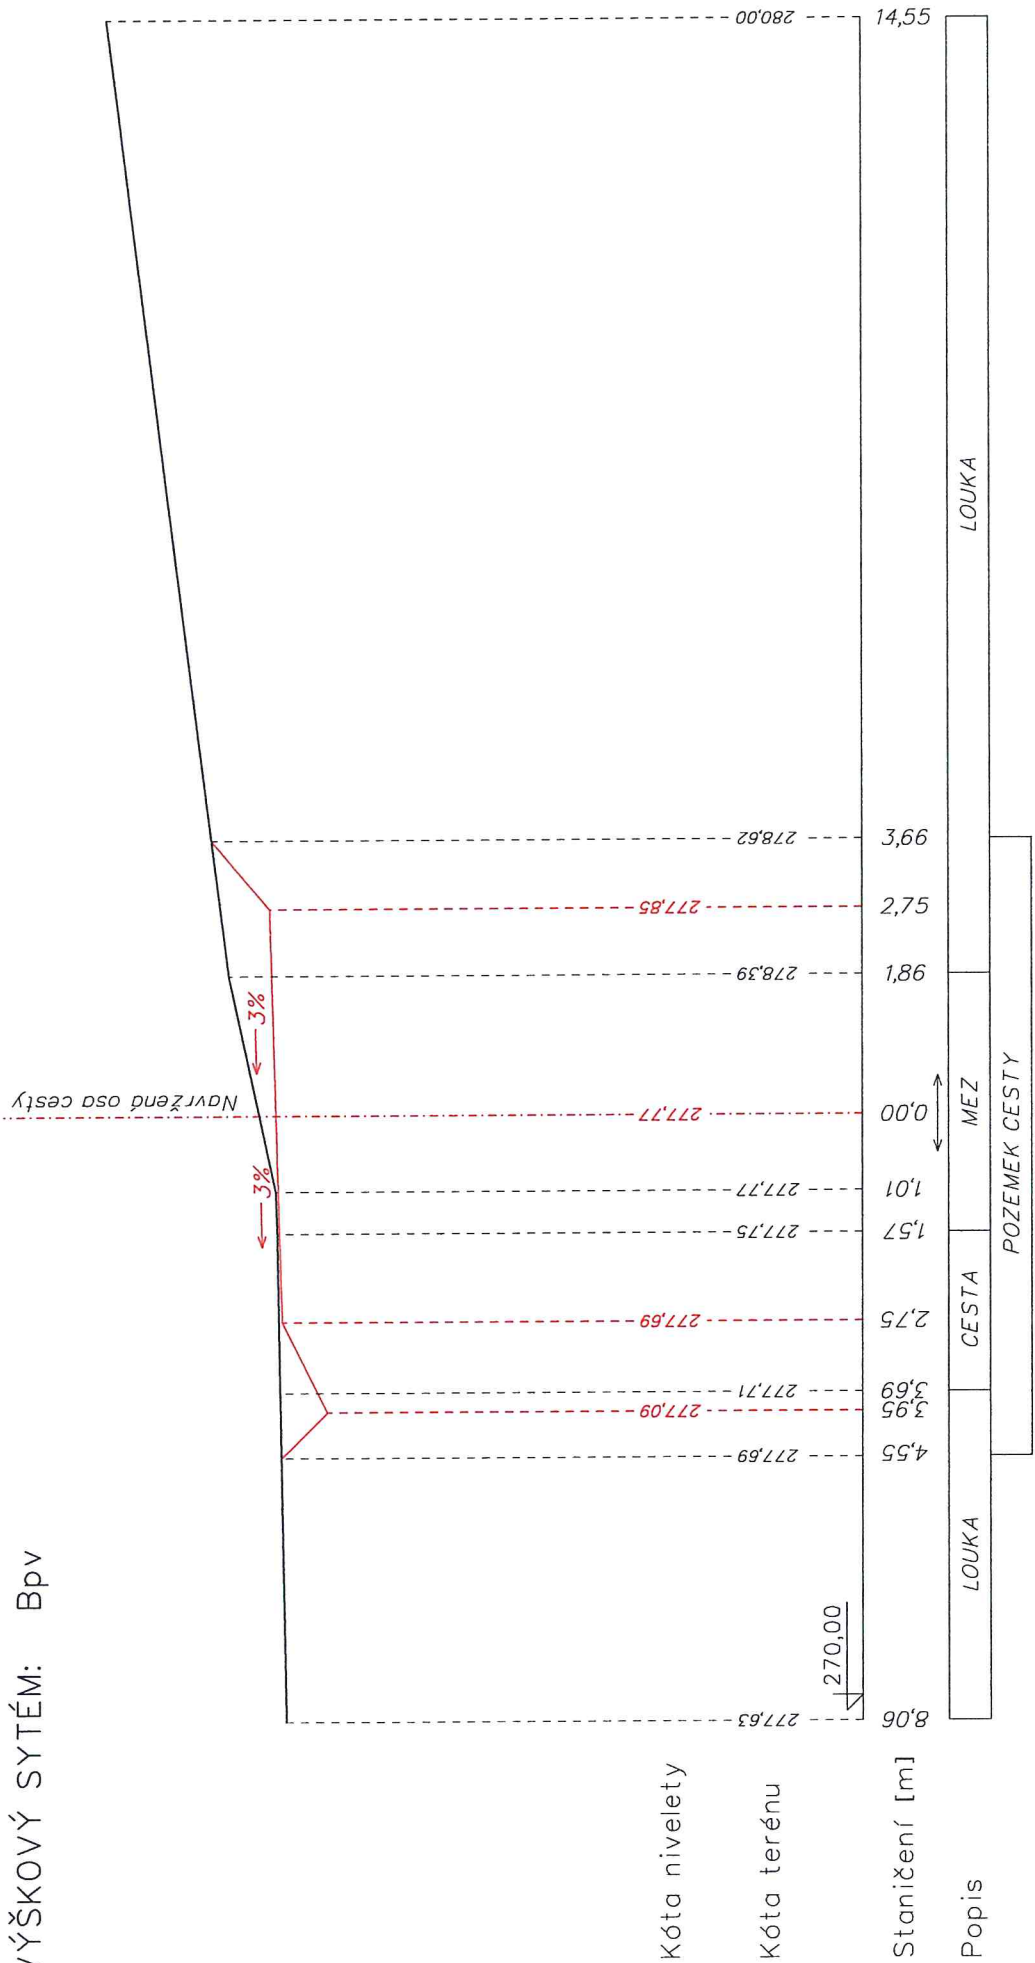 VÝŠKOVÝ SYTÉM: Bpv
Navržená osa cesty
3%
3%
270,00
Kóta nivelety
277,09
277,69
277,77
277,85
Kóta terénu
277,63
277,69
277,71
277,75
277,77
278,39
278,62
280,00
Staničení [m]
8,06
4,55
3,95
3,69
2,75
1,57
1,01
0,00
1,86
2,75
3,66
14,55
Popis
LOUKA
CESTA
MEZ
LOUKA
POZEMEK CESTY